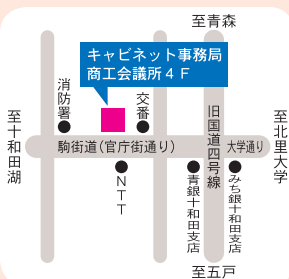 至青森
キャビネット事務局
商工会議所４Ｆ
消防署
交番
至十和田湖
旧国道四号線
至北里大学
駒街道(官庁街通り)
大学通り
ＮＴＴ
青銀十和田支店
みち銀十和田支店
至五戸